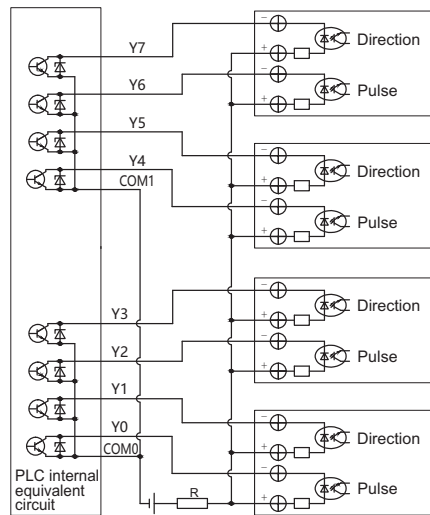 Y7
−
Direction
+
Y6
−
Pulse
+
Y5
−
Direction
Y4
+
COM1
−
Pulse
+
Y3
−
Direction
+
Y2
−
Pulse
+
Y1
−
Direction
Y0
+
COM0
−
Pulse
PLC internal
equivalent
circuit
R
+